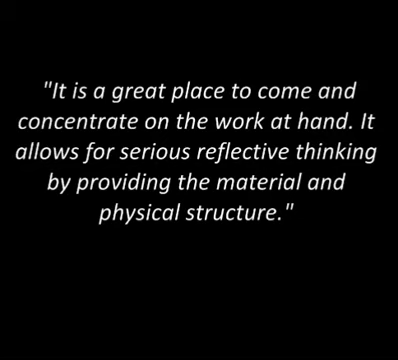 "It is a great place to come and
concentrate on the work at hand. It
allows for serious reflective thinking
by providing the material and
physical structure."